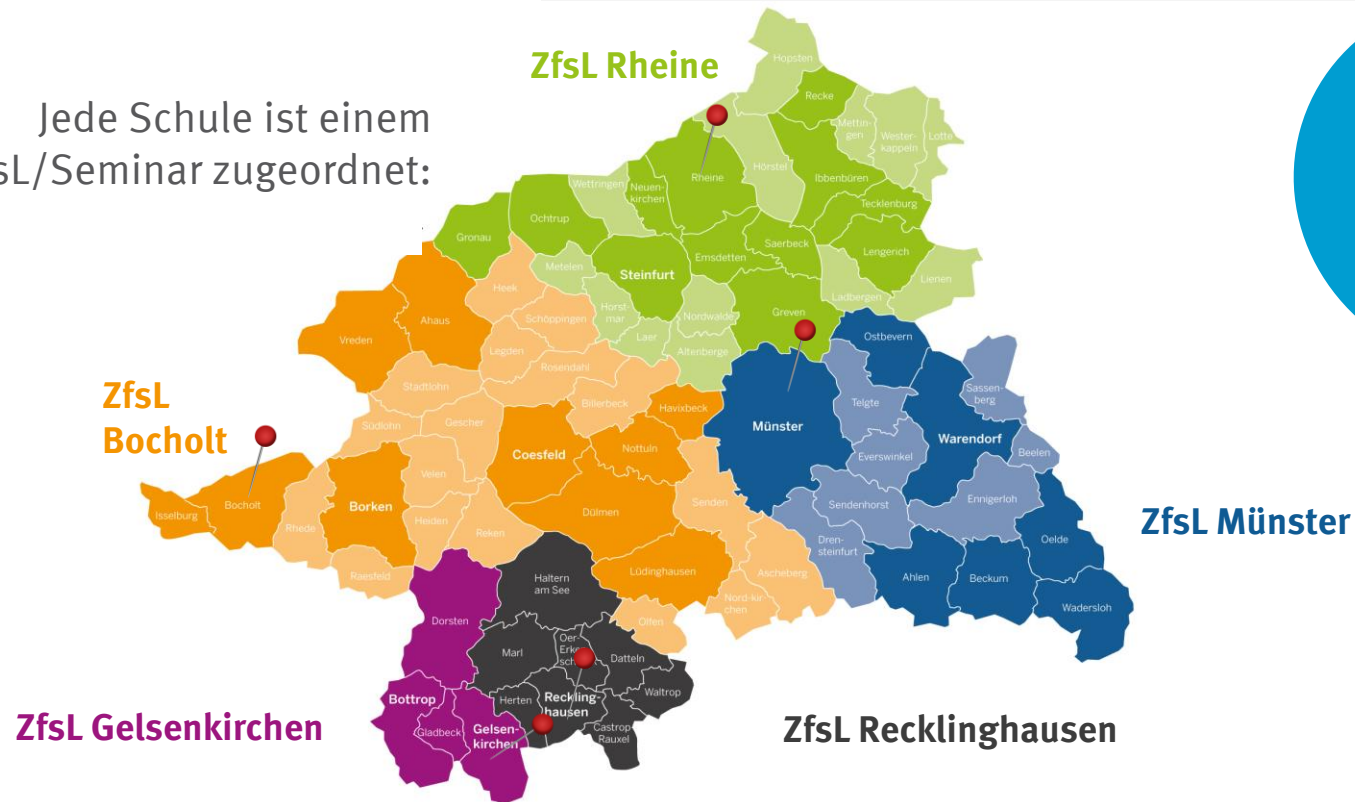 ZfsL Rheine
Jede Schule ist einem
sL/Seminar zugeordnet:
Hopsten
Recke
Mettin-
gen
Wester-
kappeln
Lotte
Hörstel
Rheine
Ibbenbüren
Wettringen
Neuen-
kirchen
Tecklenburg
Ochtrup
Gronau
Saerbeck
Emsdetten
Lengerich
Metelen
Steinfurt
Lienen
Heek
Ladbergen
Horst-
mar
Nordwalde
Greven
Schöppingen
Ahaus
Laer
Ostbevern
Vreden
Legden
Altenberge
Rosendahl
Sassen-
berg
Stadtlohn
ZfsL
Bocholt
Billerbeck
Havixbeck
Telgte
Südlohn
Gescher
Münster
Warendorf
Nottuln
Coesfeld
Everswinkel
Beelen
Velen
Ennigerloh
Bocholt
Borken
Senden
Sendenhorst
Isselburg
Dülmen
Rhede
Heiden
ZfsL Münster
Reken
Dren-
steinfurt
Oelde
Raesfeld
Lüdinghausen
Ascheberg
Ahlen
Beckum
Haltern
am See
Nord-kir-
chen
Wadersloh
Dorsten
Olfen
Marl
Oer-
Datteln
Waltrop
Bottrop
Herten
Reckling-
hausen
Gladbeck
Gelsen-
kirchen
Castrop-
Rauxel
ZfsL Gelsenkirchen
ZfsL Recklinghausen